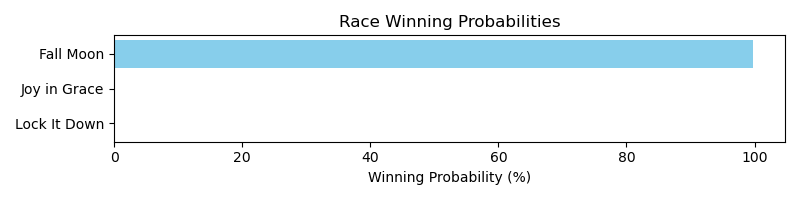 Race Winning Probabilities
Fall Moon
Joy in Grace
Lock It Down
0 20 40 60 80 100
Winning Probability (%)